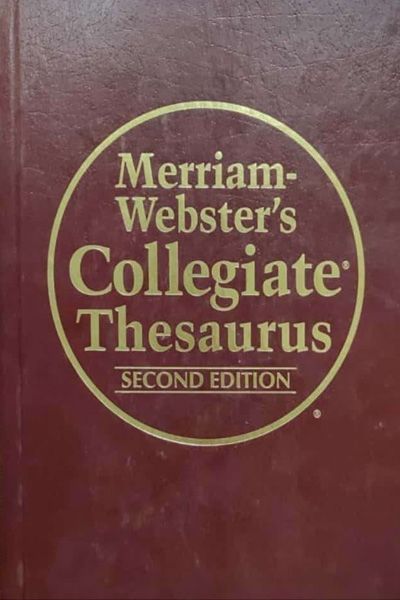 Merriam-
Webster's
Collegiate®
Thesaurus
SECOND EDITION
®